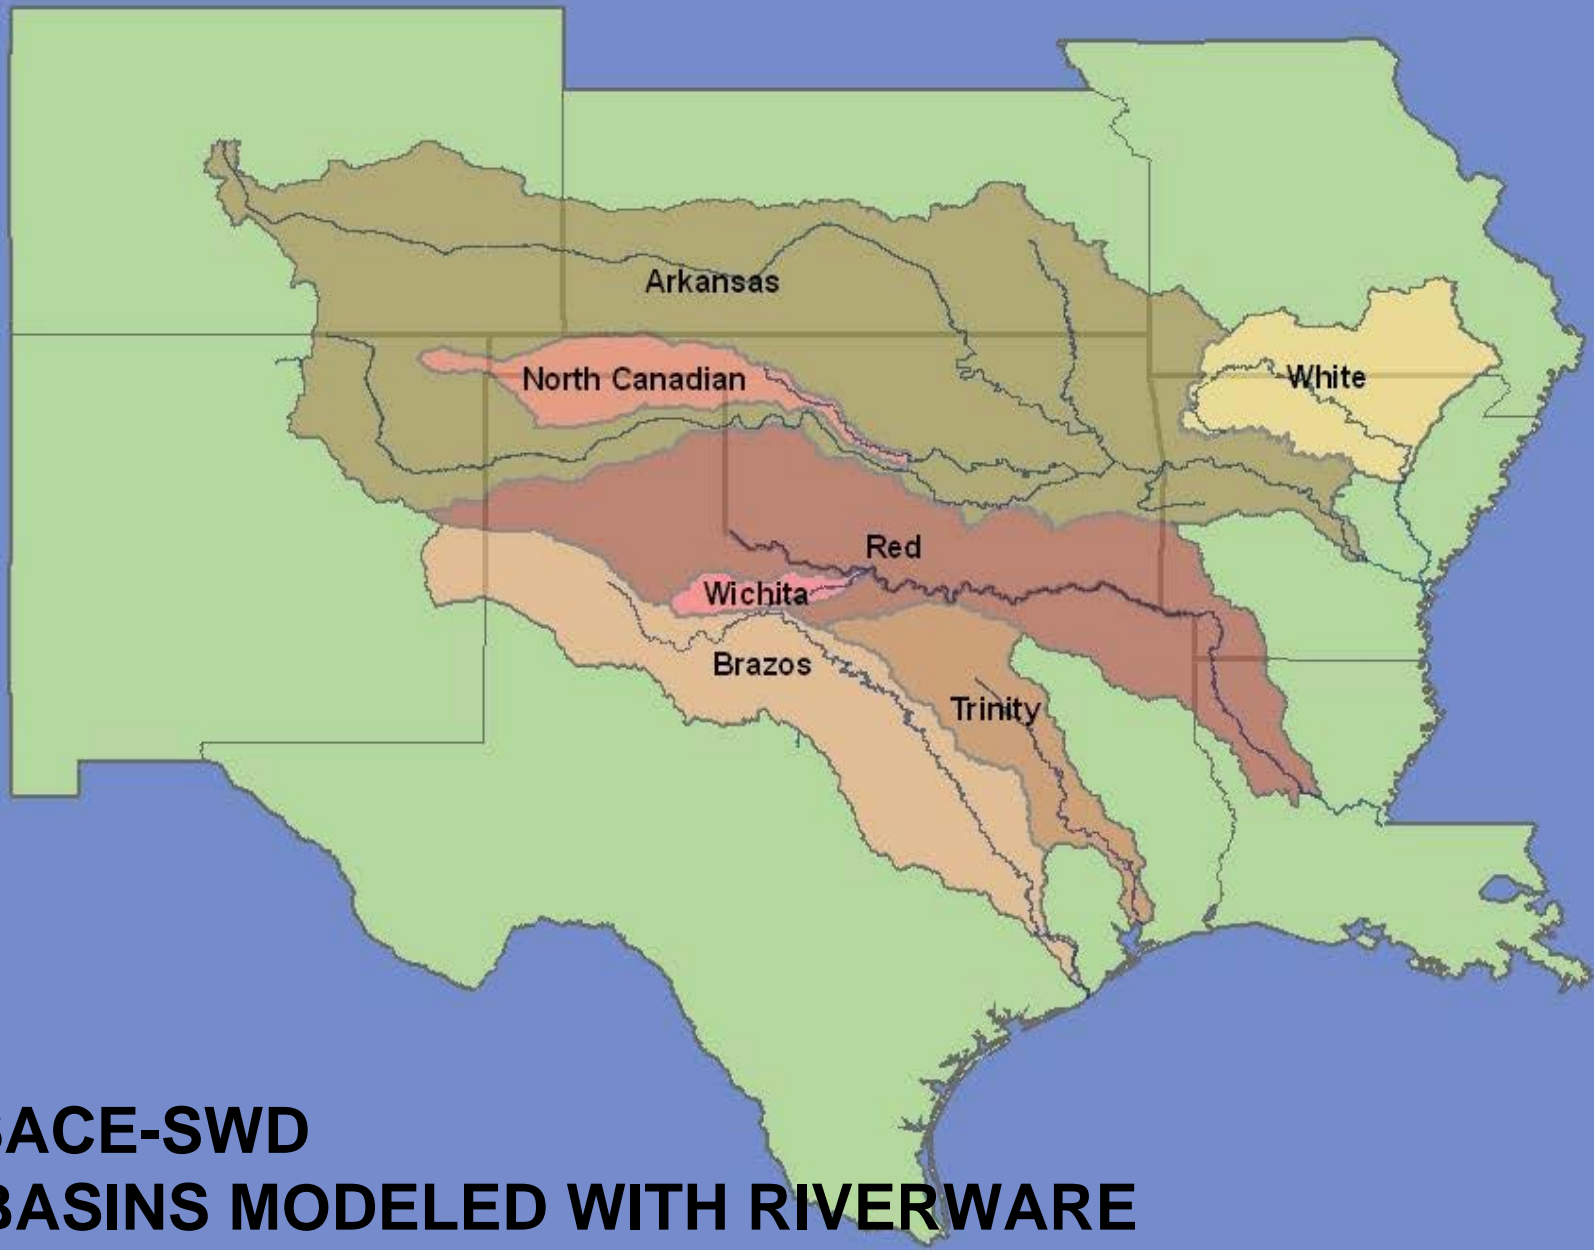 Arkansas
North Canadian
White
Red
Wichita
Brazos
Trinity
SACE-SWD
BASINS MODELED WITH RIVERWARE